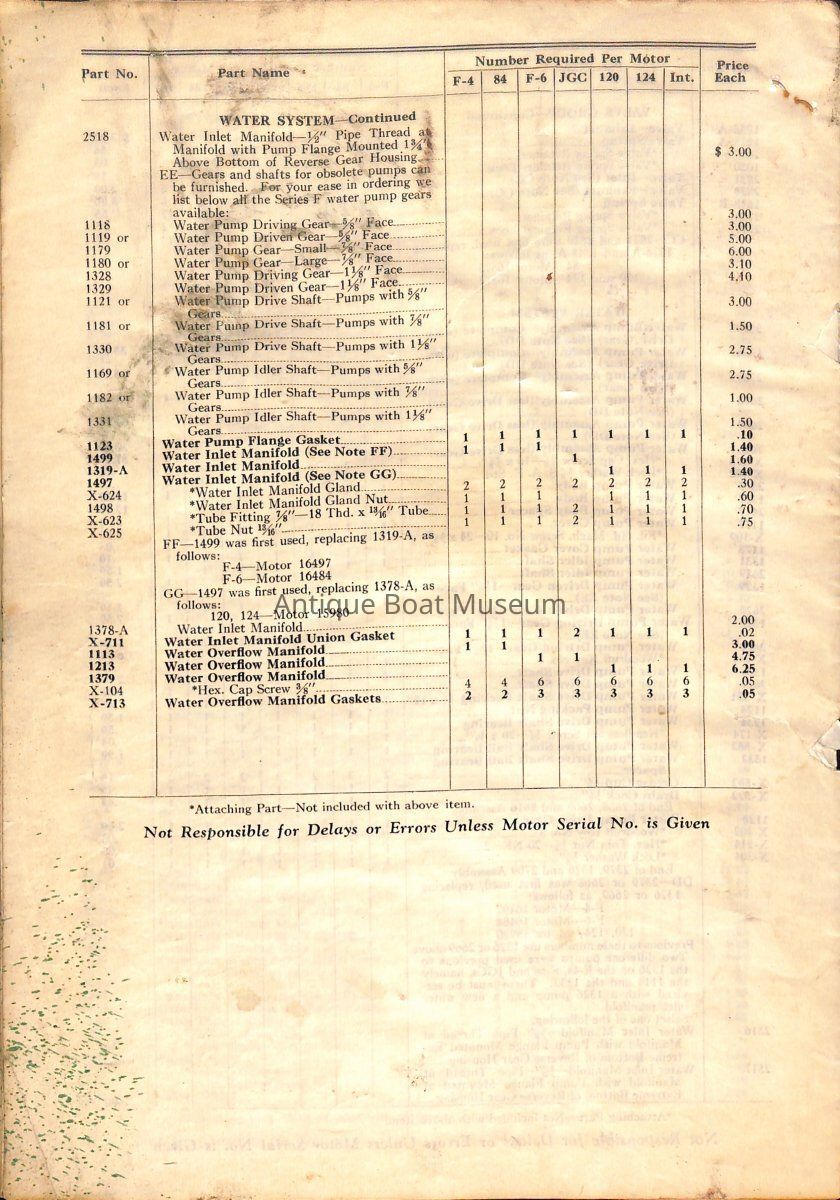 Number Required Per Motor
Part No. Part Name F-4 84 F-6 JGC 120 124 Int. Price Each
WATER SYSTEM—Continued
2518 Water Inlet Manifold—½" Pipe Thread at
Manifold with Pump Flange Mounted 1¾"
Above Bottom of Reverse Gear Housing. $ 3.00
EE—Gears and shafts for obsolete pumps can
be furnished. For your ease in ordering we
list below all the Series F water pump gears
available:
1118 Water Pump Driving Gear—⅝" Face 3.00
1119 or Water Pump Driven Gear—⅝" Face 3.00
1179 Water Pump Gear—Small—⅞" Face 5.00
1180 or Water Pump Gear—Large—⅞" Face 6.00
1328 Water Pump Driving Gear—1⅛" Face 3.10
1329 Water Pump Driven Gear—1⅛" Face 4.10
1121 or Water Pump Drive Shaft—Pumps with ⅝"
Gears 3.00
1181 or Water Pump Drive Shaft—Pumps with ⅞"
Gears 1.50
1330 Water Pump Drive Shaft—Pumps with 1⅛"
Gears 2.75
1169 or Water Pump Idler Shaft—Pumps with ⅝"
Gears 2.75
1182 or Water Pump Idler Shaft—Pumps with ⅞"
Gears 1.00
1331 Water Pump Idler Shaft—Pumps with 1⅛"
Gears 1.50
1123 Water Pump Flange Gasket 1 1 1 1 1 1 1 .10
1499 Water Inlet Manifold (See Note FF) 1 1 1 1.40
1319-A Water Inlet Manifold 1 1.60
1497 Water Inlet Manifold (See Note GG) 1 1 1 1.40
X-624 *Water Inlet Manifold Gland 2 2 2 2 2 2 2 .30
1498 *Water Inlet Manifold Gland Nut 1 1 1 1 1 1 .60
X-623 *Tube Fitting ⅞"—18 Thd. x 13/16" Tube 1 1 1 2 1 1 1 .70
X-625 *Tube Nut 13/16" 1 1 1 2 1 1 1 .75
FF—1499 was first used, replacing 1319-A, as
follows:
F-4—Motor 16497
F-6—Motor 16484
GG—1497 was first used, replacing 1378-A, as
follows:
120, 124—Motor 15980
Antique Boat Museum
1378-A Water Inlet Manifold 2.00
X-711 Water Inlet Manifold Union Gasket 1 1 1 2 1 1 1 .02
1113 Water Overflow Manifold 1 1 3.00
1213 Water Overflow Manifold 1 1 4.75
1379 Water Overflow Manifold 1 1 1 6.25
X-104 *Hex. Cap Screw ⅜" 4 4 6 6 6 6 6 .05
X-713 Water Overflow Manifold Gaskets 2 2 3 3 3 3 3 .05
*Attaching Part—Not included with above item.
Not Responsible for Delays or Errors Unless Motor Serial No. is Given